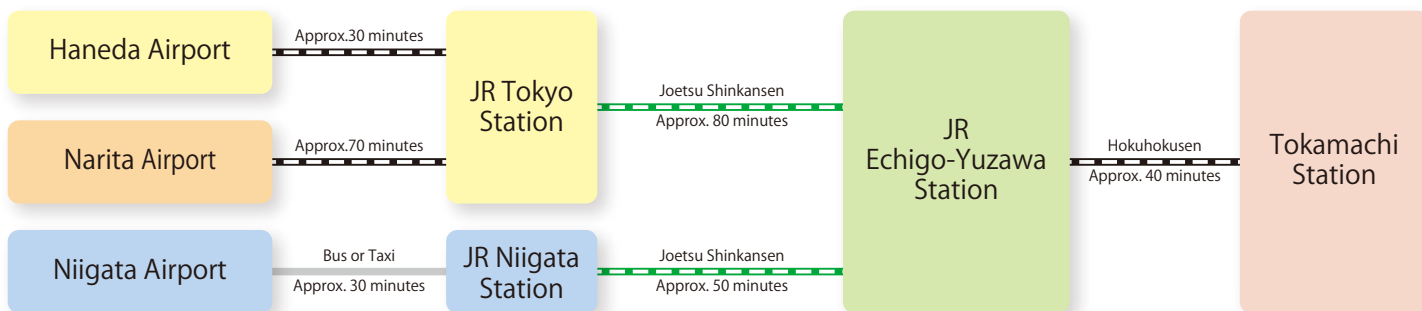 Haneda Airport
Approx.30 minutes
Narita Airport
Approx.70 minutes
JR Tokyo
Station
Joetsu Shinkansen
Approx. 80 minutes
Niigata Airport
Bus or Taxi
Approx. 30 minutes
JR Niigata
Station
Joetsu Shinkansen
Approx. 50 minutes
JR
Echigo-Yuzawa
Station
Hokuhokusen
Approx. 40 minutes
Tokamachi
Station